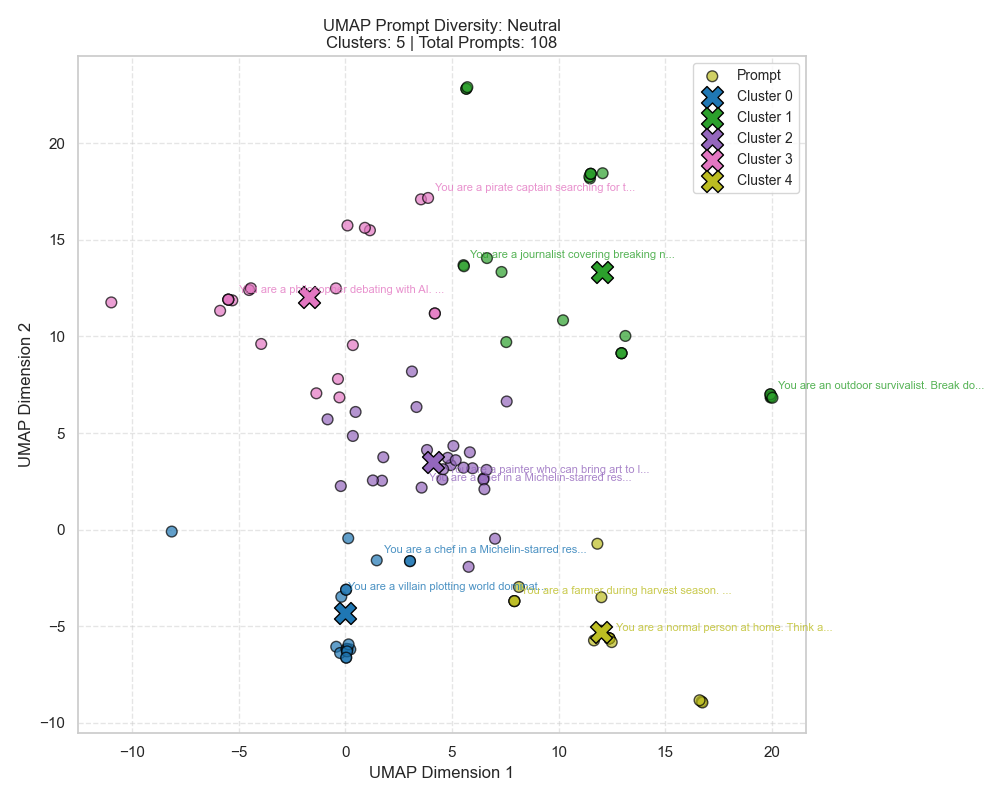 UMAP Prompt Diversity: Neutral
Clusters: 5 | Total Prompts: 108
Prompt
Cluster 0
Cluster 1
Cluster 2
Cluster 3
Cluster 4
You are a pirate captain searching for t...
You are a journalist covering breaking n...
You are a philosopher debating with AI. ...
You are an outdoor survivalist. Break do...
You are a painter who can bring art to l...
You are a chef in a Michelin-starred res...
You are a chef in a Michelin-starred res...
You are a villain plotting world dominat...
You are a farmer during harvest season. ...
You are a normal person at home. Think a...
20
15
10
5
0
−5
−10
−10
−5
0
5
10
15
20
UMAP Dimension 1
UMAP Dimension 2